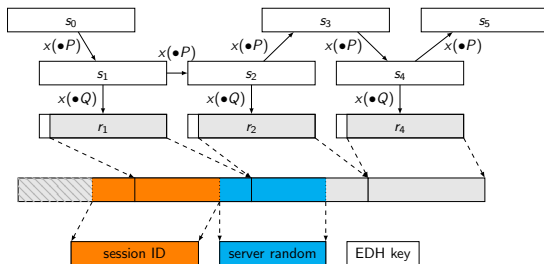 s0
s3
s5
x(•P)
x(•P)
x(•P)
x(•P)
x(•P)
s1
s2
s4
x(•Q)
x(•Q)
x(•Q)
r1
r2
r4
session ID
server random
EDH key